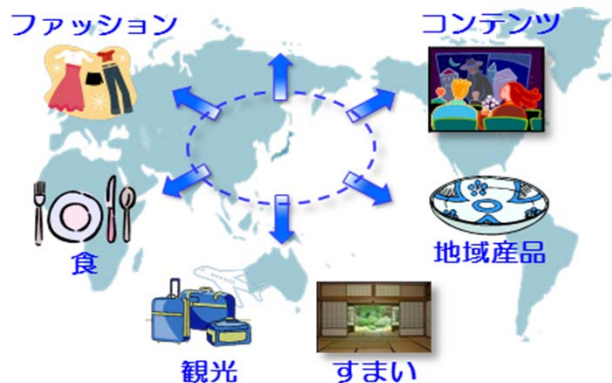 ファッション
コンテンツ
食
地域産品
観光
すまい